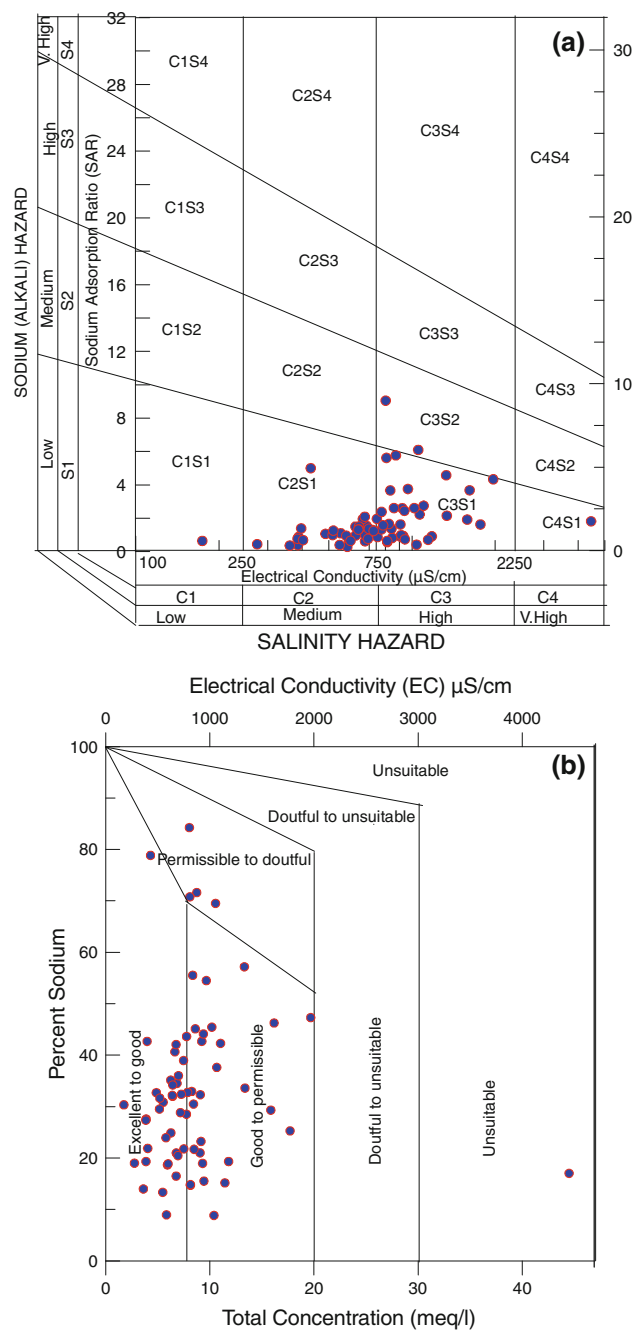 (a)
32
28
24
22
20
16
12
8
4
0
30
20
10
0
SODIUM (ALKALI) HAZARD
V. High
High
Medium
Low
S4
S3
S2
S1
Sodium Adsorption Ratio (SAR)
C1S4
C2S4
C3S4
C4S4
C1S3
C2S3
C3S3
C4S3
C1S2
C2S2
C3S2
C4S2
C1S1
C2S1
C3S1
C4S1
100
250
750
2250
Electrical Conductivity (µS/cm)
C1
C2
C3
C4
Low
Medium
High
V.High
SALINITY HAZARD
Electrical Conductivity (EC) µS/cm
0
1000
2000
3000
4000
(b)
100
80
60
40
20
0
Percent Sodium
Unsuitable
Doutful to unsuitable
Permissible to doutful
Excellent to good
Good to permissible
Doutful to unsuitable
Unsuitable
0
10
20
30
40
Total Concentration (meq/l)